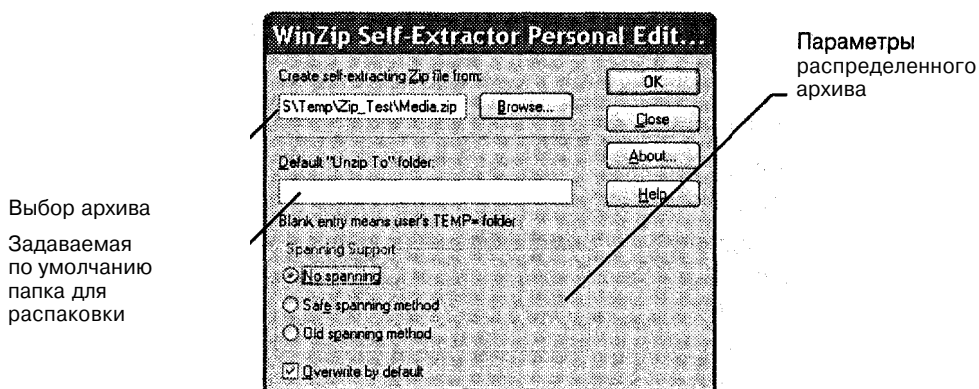 WinZip Self-Extractor Personal Edit...
Create self-extracting Zip file from:
S\Temp\Zip_Test\Media.zip
Browse...
OK
Close
About...
Help
Default "Unzip To" folder:
Blank entry means user's TEMP= folder
Spanning Support
No spanning
Safe spanning method
Old spanning method
Overwrite by default
Выбор архива
Задаваемая
по умолчанию
папка для
распаковки
Параметры
распределенного
архива